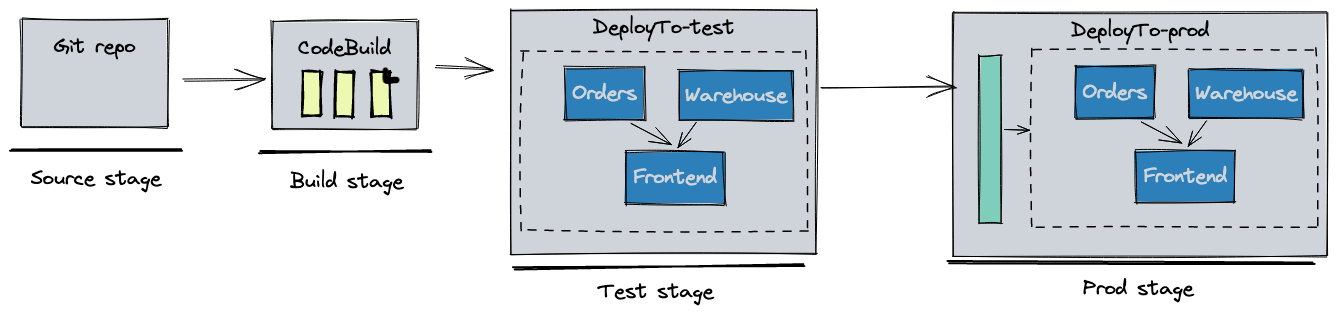 Git repo
Source stage
CodeBuild
Build stage
DeployTo-test
Orders
Warehouse
Frontend
Test stage
DeployTo-prod
Orders
Warehouse
Frontend
Prod stage